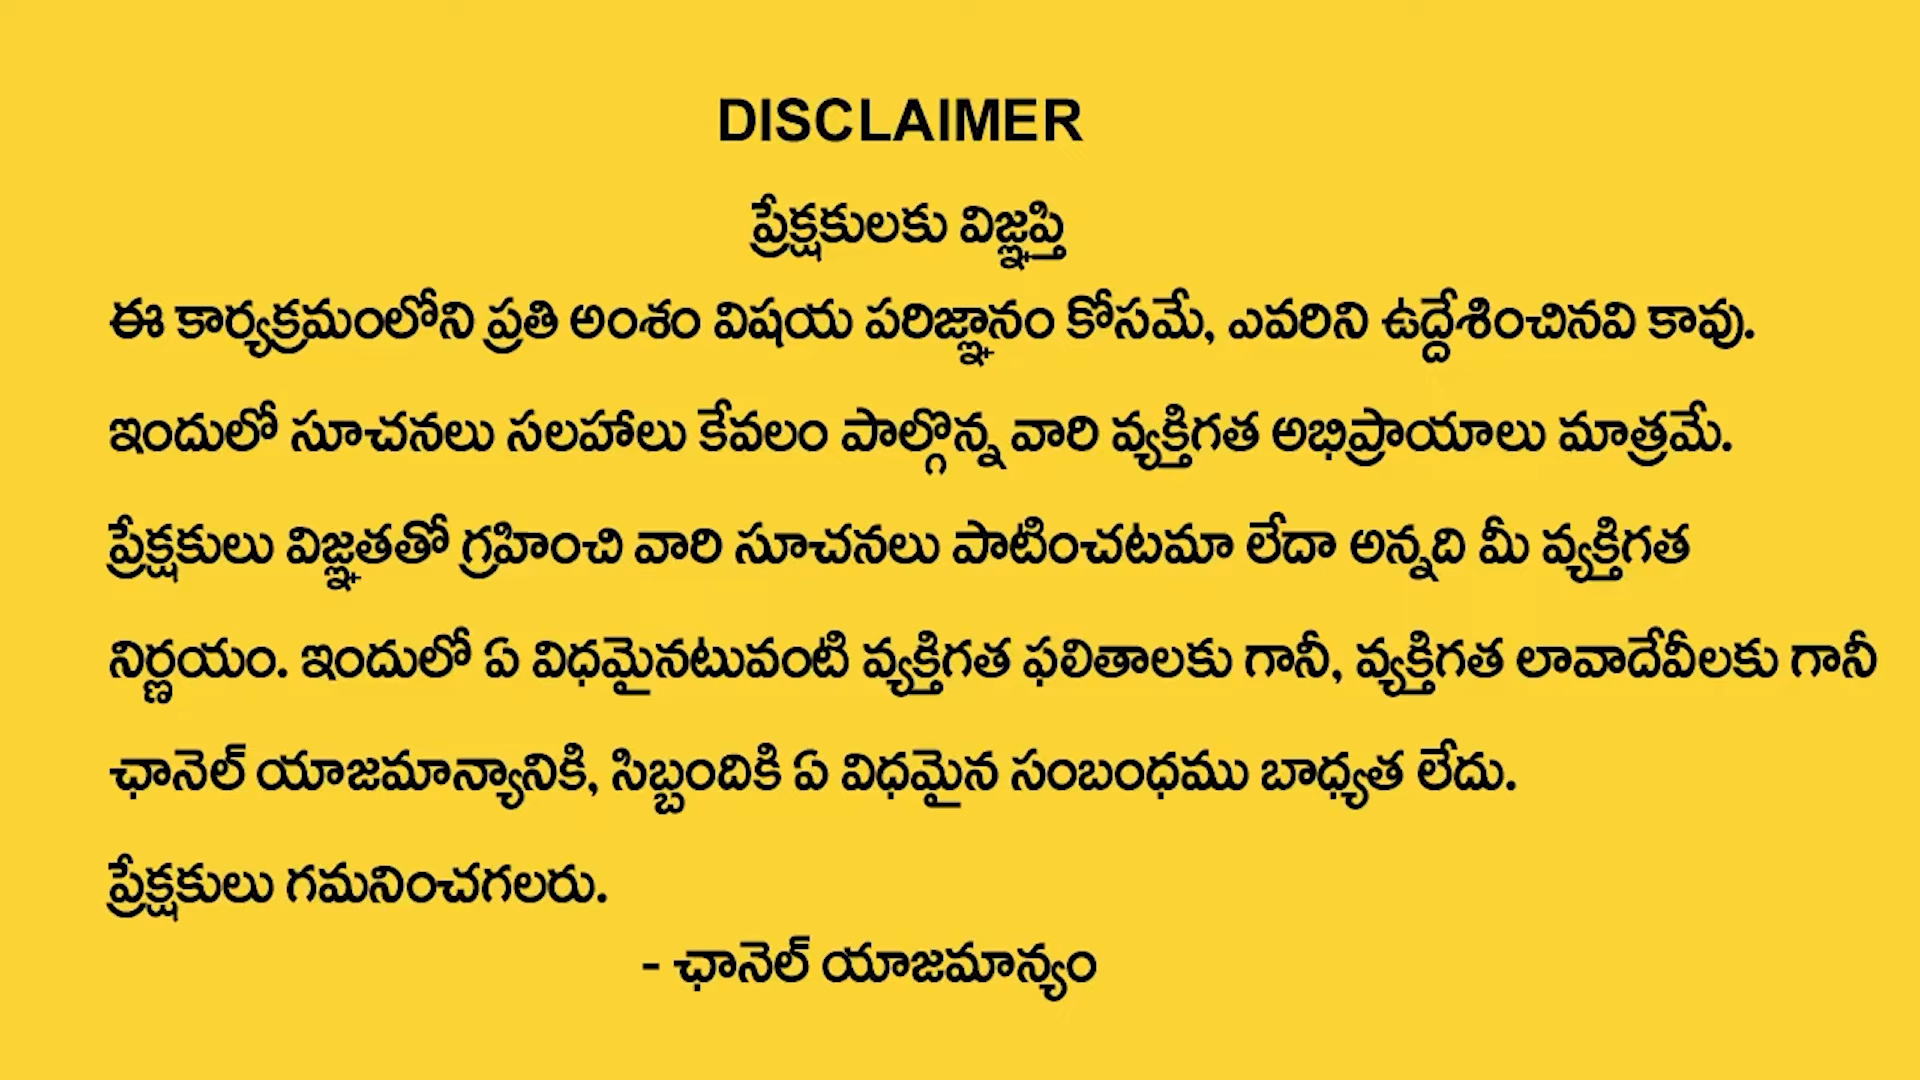 DISCLAIMER
ప్రేక్షకులకు విజ్ఞప్తి
ఈ కార్యక్రమంలోని ప్రతి అంశం విషయ పరిజ్ఞానం కోసమే, ఎవరిని ఉద్దేశించినవి కావు.
ఇందులో సూచనలు సలహాలు కేవలం పాల్గొన్న వారి వ్యక్తిగత అభిప్రాయాలు మాత్రమే.
ప్రేక్షకులు విజ్ఞతతో గ్రహించి వారి సూచనలు పాటించటమా లేదా అన్నది మీ వ్యక్తిగత
నిర్ణయం. ఇందులో ఏ విధమైనటువంటి వ్యక్తిగత ఫలితాలకు గానీ, వ్యక్తిగత లావాదేవీలకు గానీ
ఛానెల్ యాజమాన్యానికి, సిబ్బందికి ఏ విధమైన సంబంధము బాధ్యత లేదు.
ప్రేక్షకులు గమనించగలరు.
- ఛానెల్ యాజమాన్యం